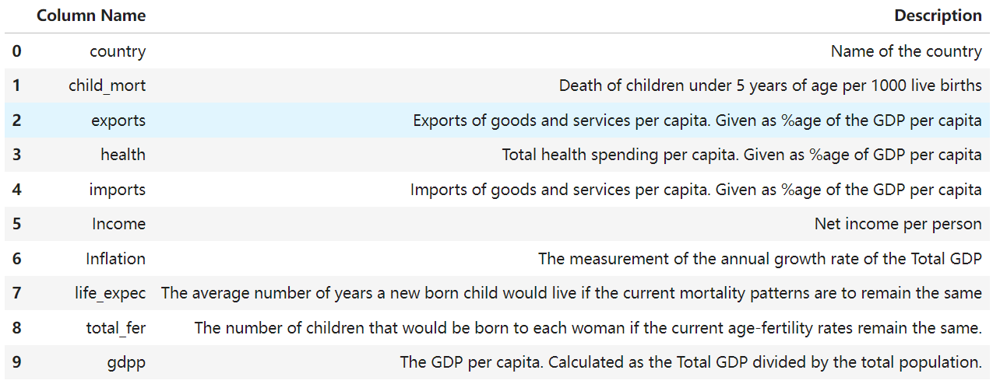 Column Name Description
0 country Name of the country
1 child_mort Death of children under 5 years of age per 1000 live births
2 exports Exports of goods and services per capita. Given as %age of the GDP per capita
3 health Total health spending per capita. Given as %age of GDP per capita
4 imports Imports of goods and services per capita. Given as %age of the GDP per capita
5 Income Net income per person
6 Inflation The measurement of the annual growth rate of the Total GDP
7 life_expec The average number of years a new born child would live if the current mortality patterns are to remain the same
8 total_fer The number of children that would be born to each woman if the current age-fertility rates remain the same.
9 gdpp The GDP per capita. Calculated as the Total GDP divided by the total population.